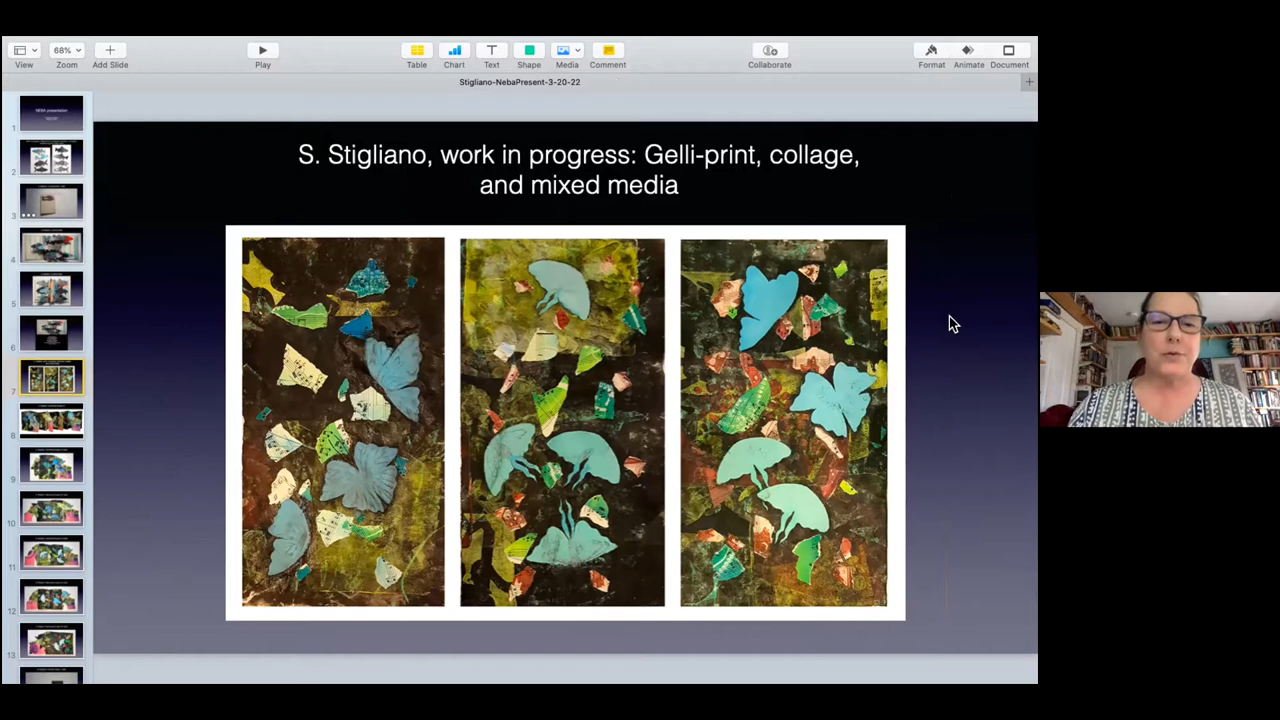 View
68%
Zoom
Add Slide
Play
Table
Chart
Text
Shape
Media
Comment
Collaborate
Format
Animate
Document
Stigliano-NebaPresent-3-20-22
S. Stigliano, work in progress: Gelli-print, collage,
and mixed media
1
2
3
4
5
6
7
8
9
10
11
12
13